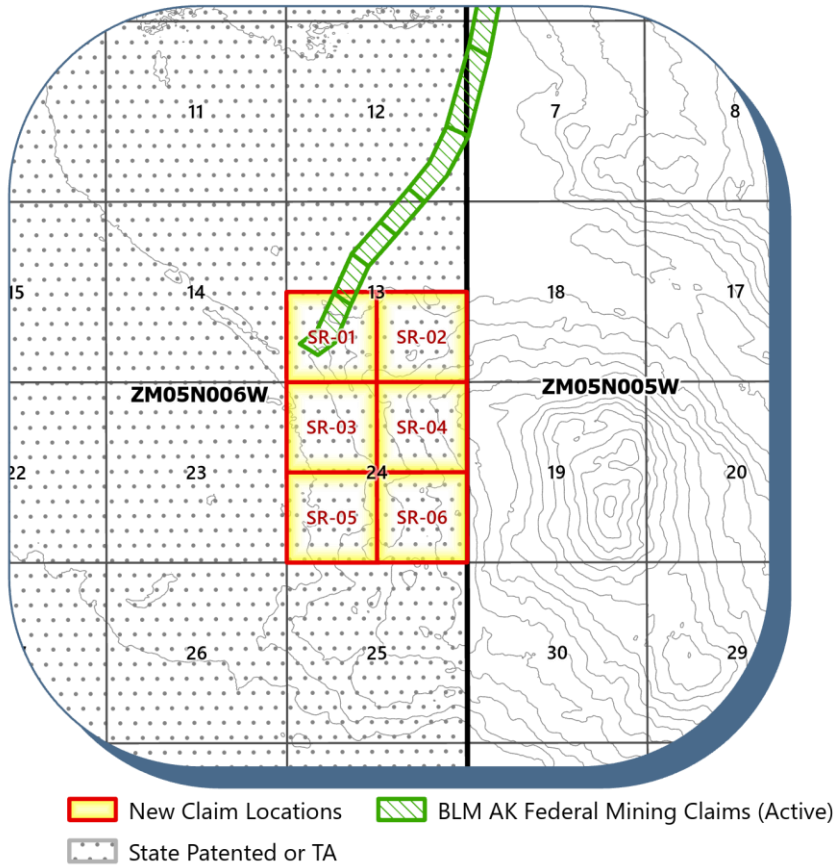 11
12
7
8
15
14
13
18
17
SR-01
SR-02
ZM05N006W
ZM05N005W
SR-03
SR-04
22
23
24
19
20
SR-05
SR-06
26
25
30
29
New Claim Locations
BLM AK Federal Mining Claims (Active)
State Patented or TA